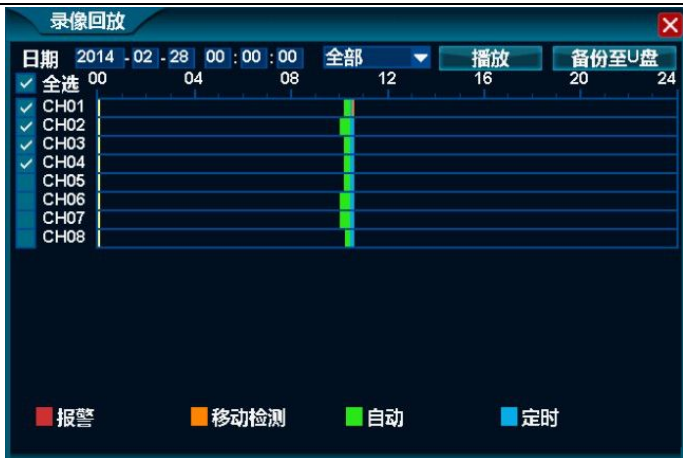 录像回放
日期 2014 - 02 - 28 00 : 00 : 00 全部 播放 备份至U盘
全选 00 04 08 12 16 20 24
CH01
CH02
CH03
CH04
CH05
CH06
CH07
CH08
报警 移动检测 自动 定时